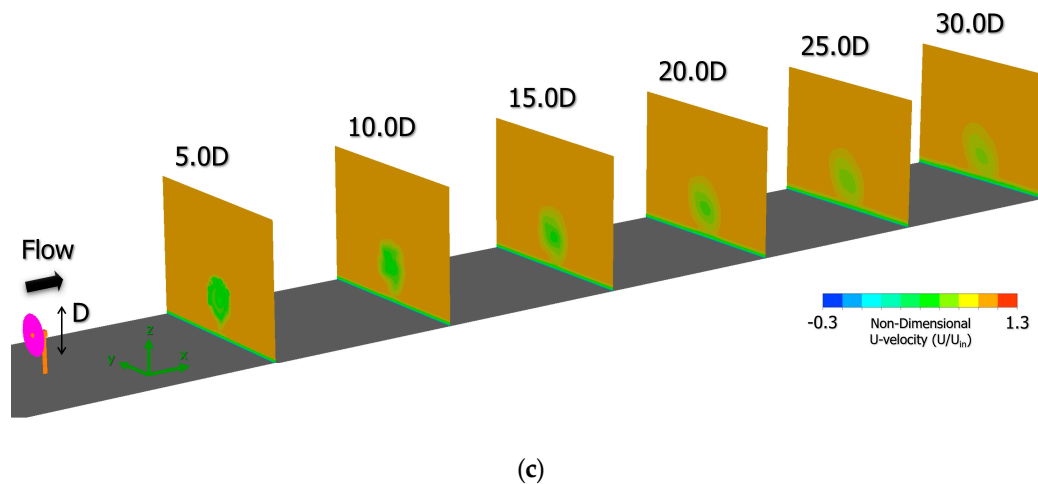 30.0D
25.0D
20.0D
15.0D
10.0D
5.0D
Flow
D
z
y
x
-0.3
1.3
Non-Dimensional
U-velocity (U/U_in)
(c)